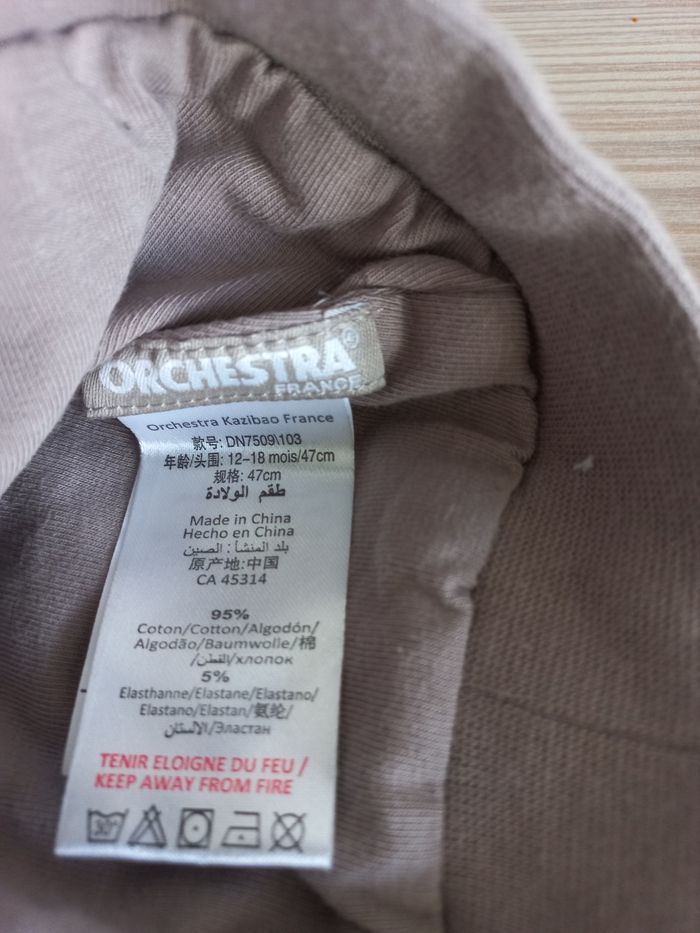 ORCHESTRA®
FRANCE
Orchestra Kazibao France
款号: DN7509\103
年龄/头围: 12-18 mois/47cm
规格: 47cm
طقم الولادة
Made in China
Hecho en China
بلد المنشأ : الصين
原产地:中国
CA 45314
95%
Coton/Cotton/Algodón/
Algodão/Baumwolle/棉
/القطن/хлопок
5%
Elasthanne/Elastane/Elastano/
Elastano/Elastan/氨纶/
الاستان/Эластан
TENIR ELOIGNE DU FEU /
KEEP AWAY FROM FIRE
30°